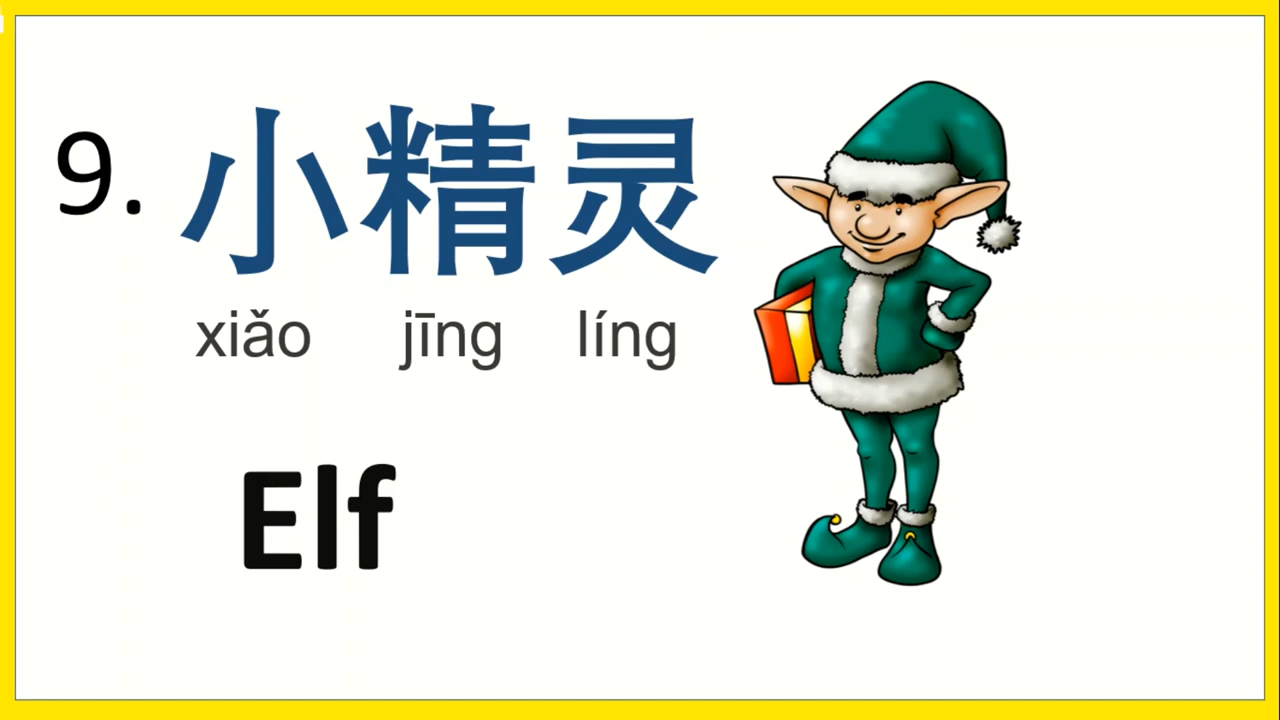 9. 小精灵
xiǎo jīng líng
Elf